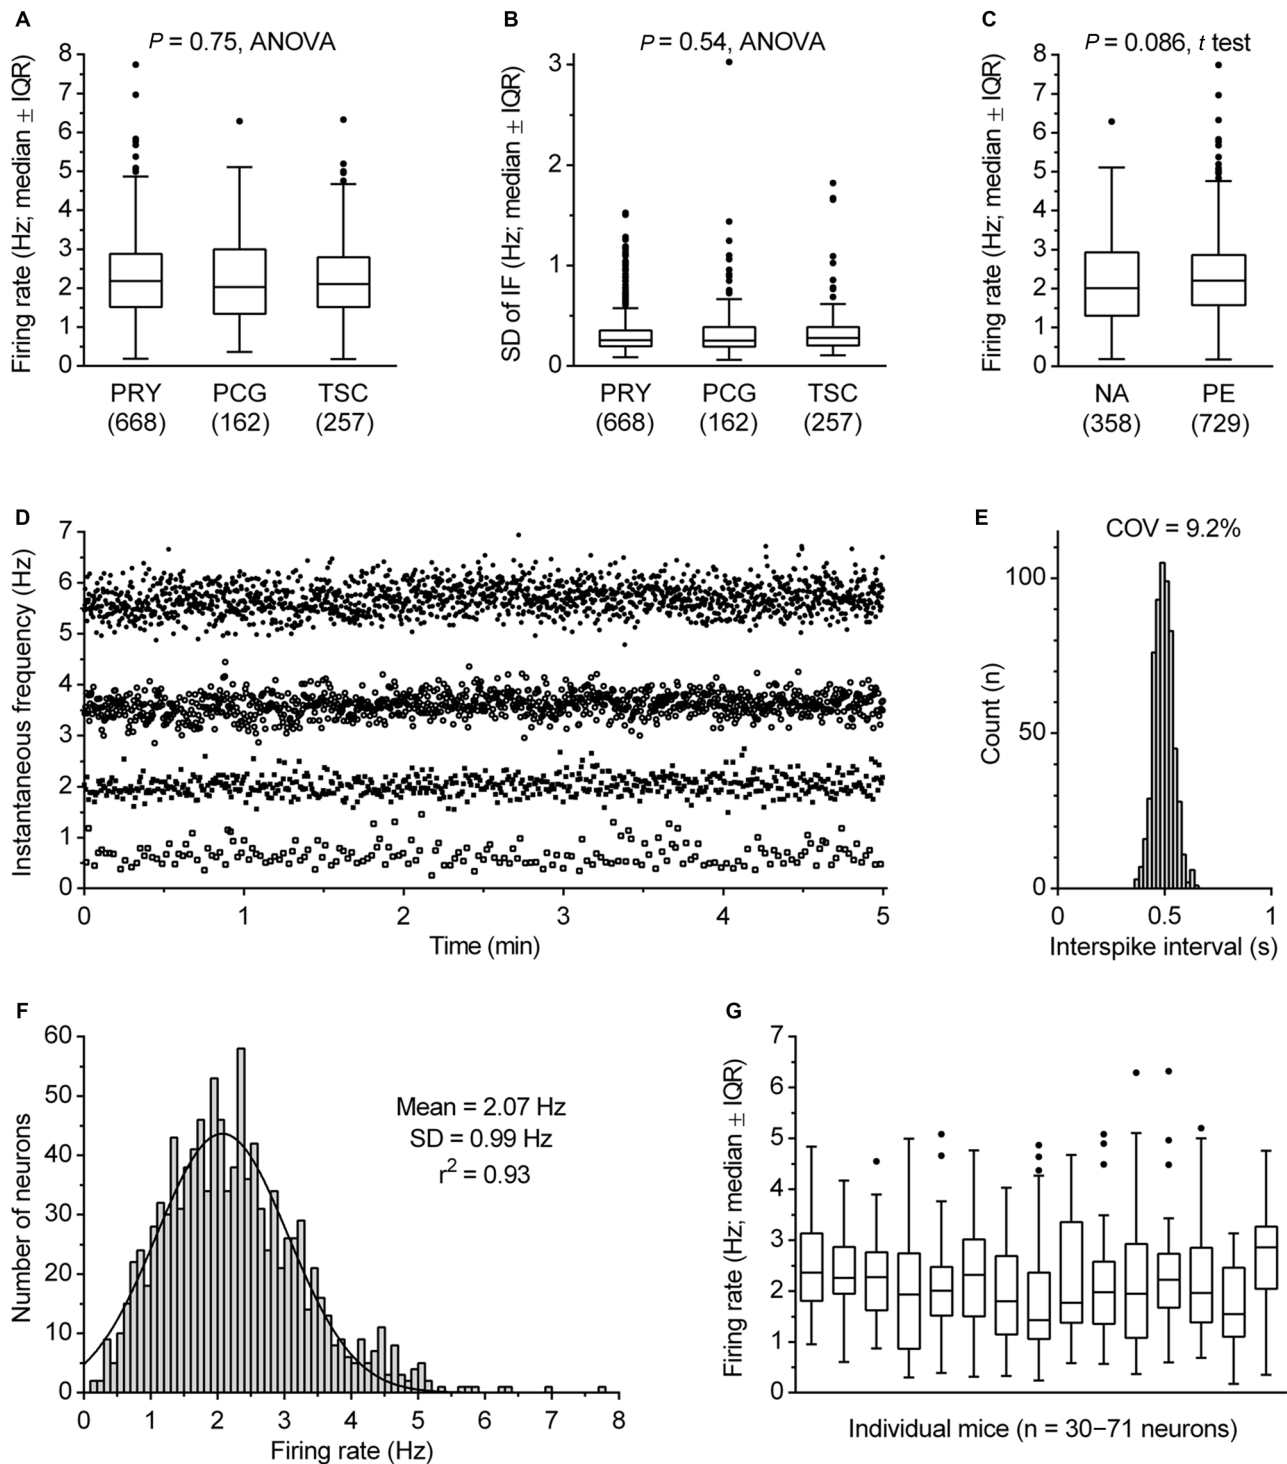 A
P = 0.75, ANOVA
Firing rate (Hz; median ± IQR)
8
7
6
5
4
3
2
1
0
PRY PCG TSC
(668) (162) (257)
B
P = 0.54, ANOVA
SD of IF (Hz; median ± IQR)
3
2
1
0
PRY PCG TSC
(668) (162) (257)
C
P = 0.086, t test
Firing rate (Hz; median ± IQR)
8
7
6
5
4
3
2
1
0
NA PE
(358) (729)
D
Instantaneous frequency (Hz)
7
6
5
4
3
2
1
0
0 1 2 3 4 5
Time (min)
E
COV = 9.2%
Count (n)
100
50
0
0 0.5 1
Interspike interval (s)
F
Number of neurons
60
50
40
30
20
10
0
Mean = 2.07 Hz
SD = 0.99 Hz
r² = 0.93
0 1 2 3 4 5 6 7 8
Firing rate (Hz)
G
Firing rate (Hz; median ± IQR)
7
6
5
4
3
2
1
0
Individual mice (n = 30−71 neurons)